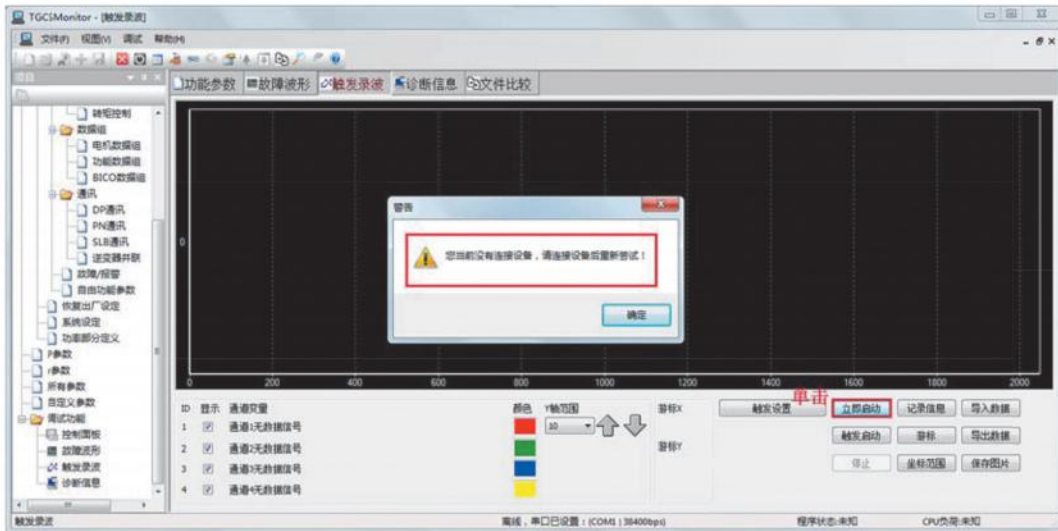 TGCSMonitor - [触发录波]
文件(F) 视图(V) 调试 帮助(H)
项目
功能参数 故障波形 触发录波 诊断信息 文件比较
转矩控制
数据组
电机数据组
功能数据组
BICO数据组
通讯
DP通讯
PN通讯
SLB通讯
逆变器并联
故障/报警
自由功能参数
恢复出厂设定
系统设定
功率部分定义
P参数
r参数
所有参数
自定义参数
调试功能
控制面板
故障波形
触发录波
诊断信息
0
警告
您当前没有连接设备，请连接设备后重新尝试！
确定
0 200 400 600 800 1000 1200 1400 1600 1800 2000
单击
ID 显示 通道变量 颜色 Y轴范围 游标X 触发设置 立即启动 记录信息 导入数据
1 通道1无数据信号 10
触发启动 游标 导出数据
2 通道2无数据信号 游标Y
3 通道3无数据信号 停止 坐标范围 保存图片
4 通道4无数据信号
触发录波 离线，串口已设置：(COM1 | 38400bps) 程序状态:未知 CPU负荷:未知